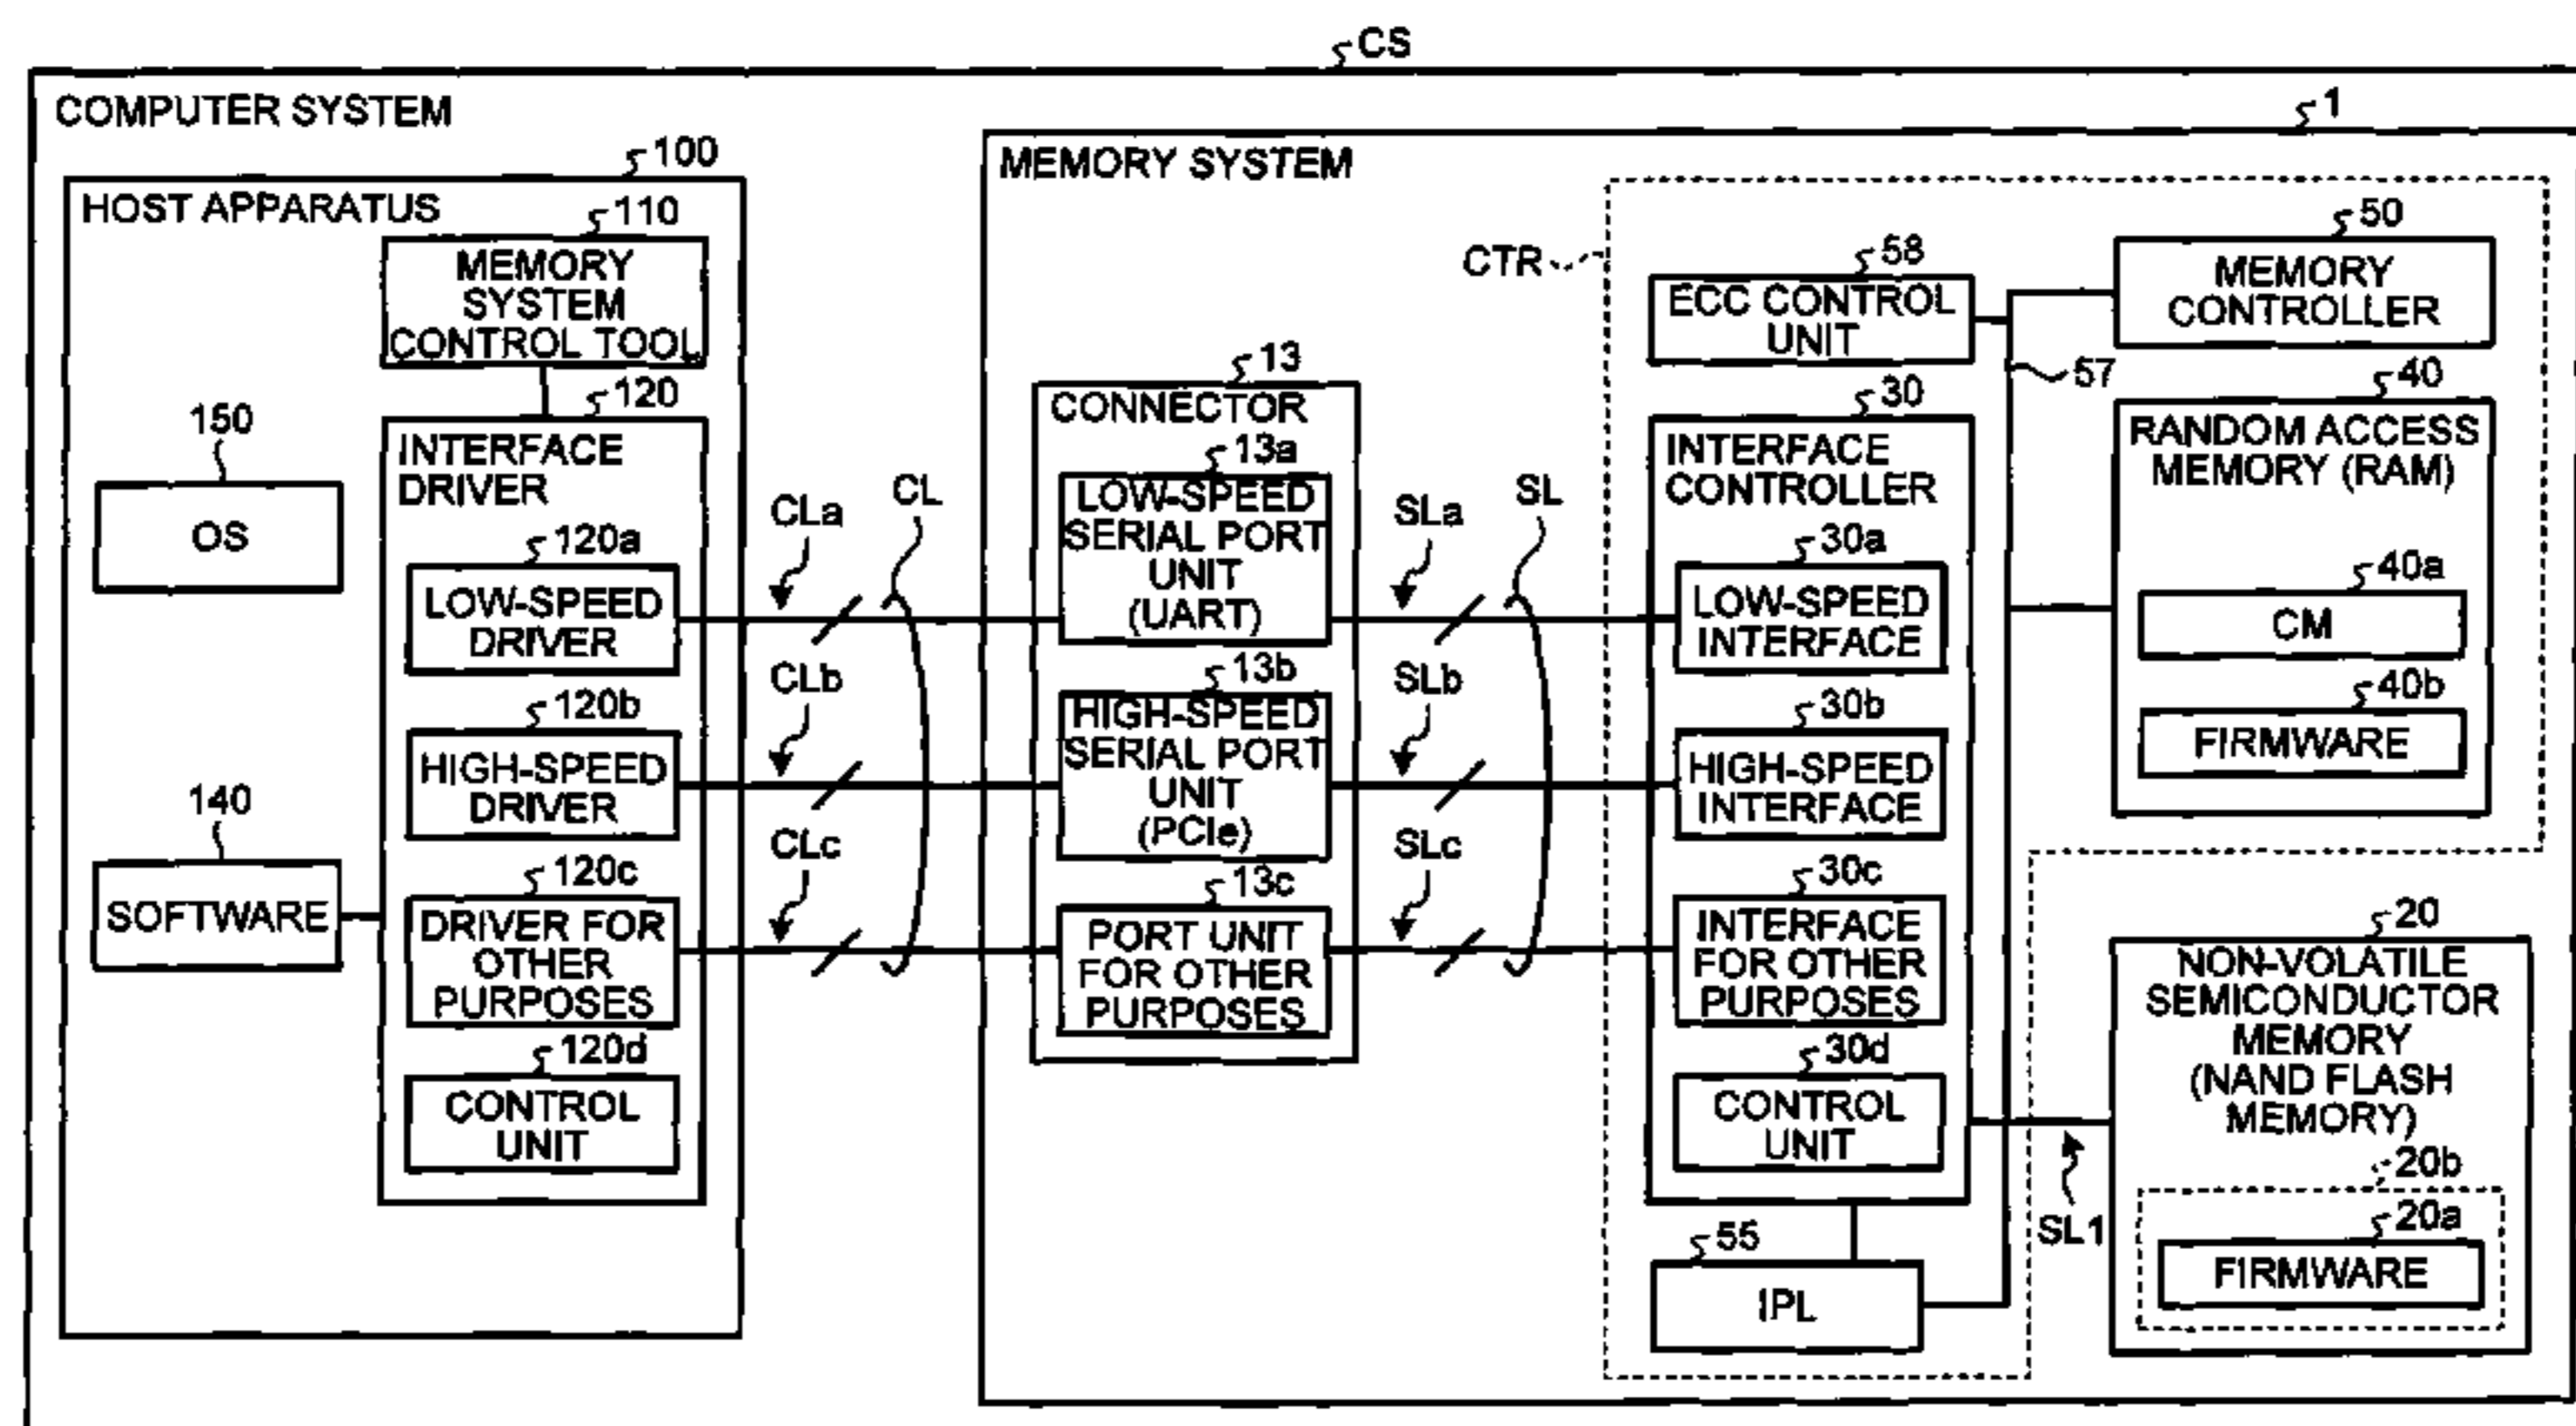 CS
COMPUTER SYSTEM
1
100
MEMORY SYSTEM
HOST APPARATUS
110
MEMORY
SYSTEM
CONTROL TOOL
120
INTERFACE
DRIVER
150
OS
120a
LOW-SPEED
DRIVER
120b
HIGH-SPEED
DRIVER
140
SOFTWARE
120c
DRIVER FOR
OTHER
PURPOSES
120d
CONTROL
UNIT
CLa
CL
CLb
CLc
13
CONNECTOR
13a
LOW-SPEED
SERIAL PORT
UNIT
(UART)
13b
HIGH-SPEED
SERIAL PORT
UNIT
(PCIe)
13c
PORT UNIT
FOR OTHER
PURPOSES
SLa
SL
SLb
SLc
CTR
58
ECC CONTROL
UNIT
30
INTERFACE
CONTROLLER
30a
LOW-SPEED
INTERFACE
30b
HIGH-SPEED
INTERFACE
30c
INTERFACE
FOR OTHER
PURPOSES
30d
CONTROL
UNIT
55
IPL
50
MEMORY
CONTROLLER
57
40
RANDOM ACCESS
MEMORY (RAM)
40a
CM
40b
FIRMWARE
20
NON-VOLATILE
SEMICONDUCTOR
MEMORY
(NAND FLASH
MEMORY)
20b
20a
FIRMWARE
SL1